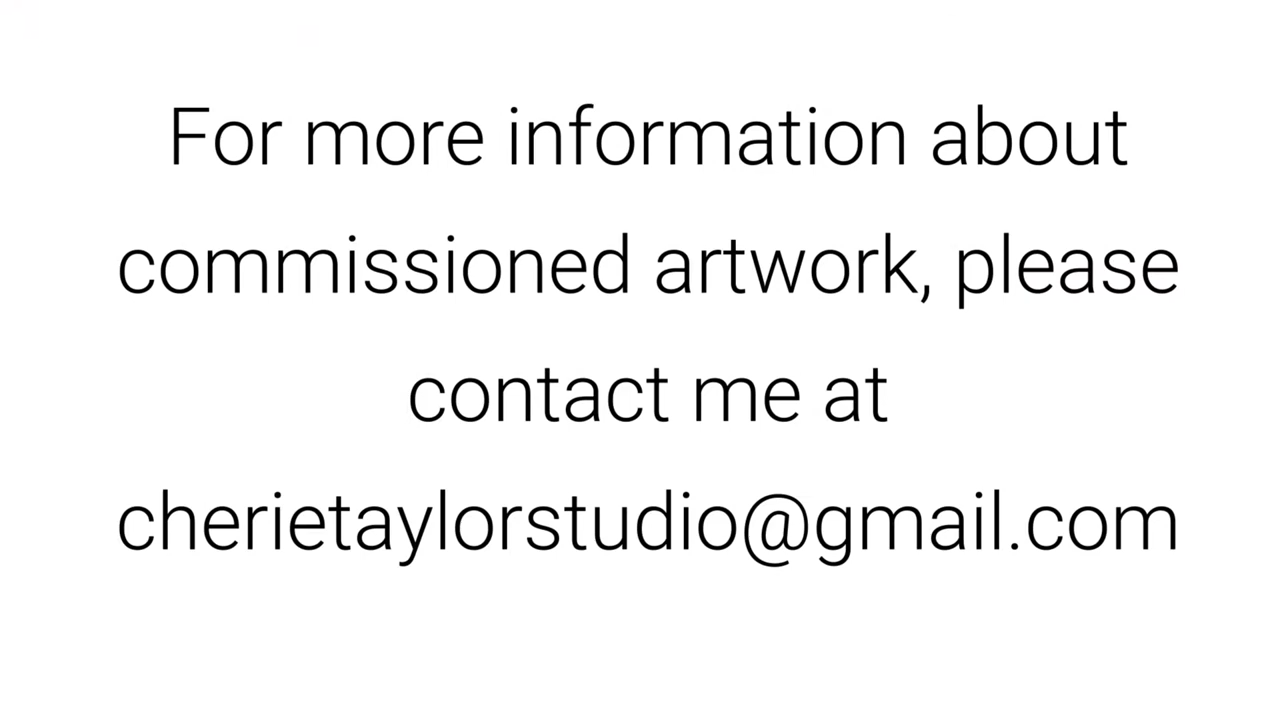 For more information about
commissioned artwork, please
contact me at
cherietaylorstudio@gmail.com